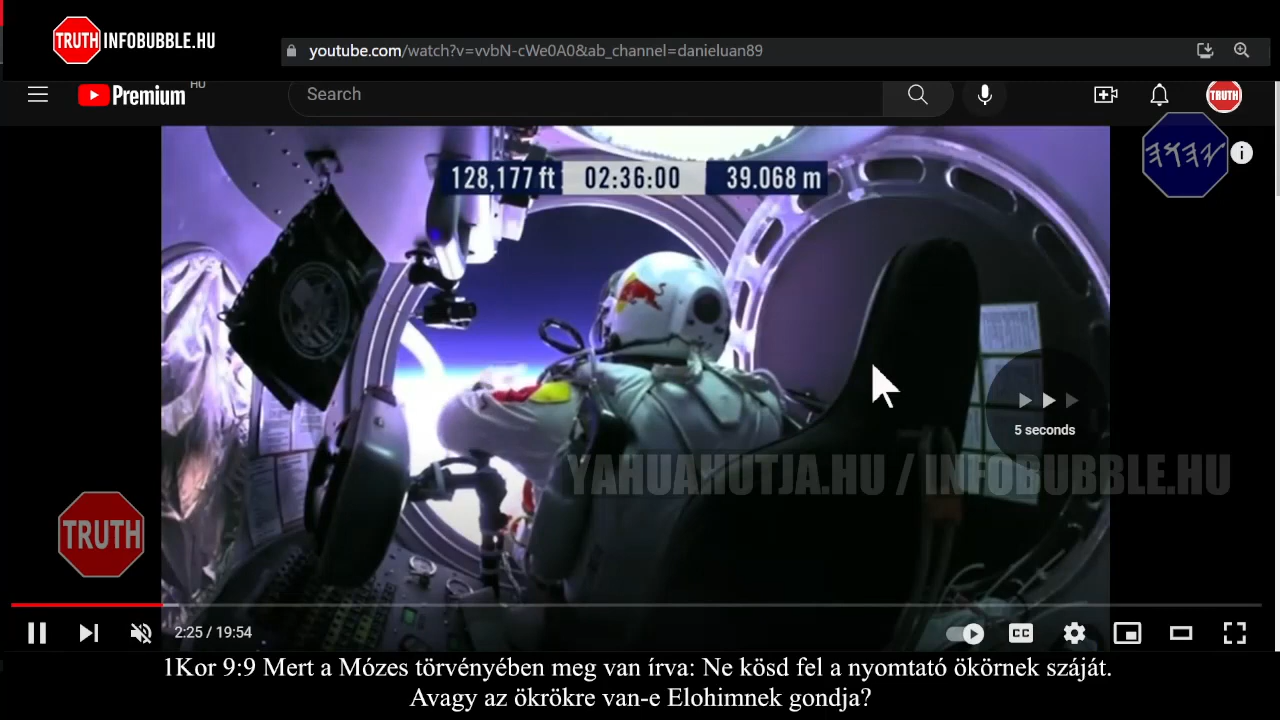 TRUTH INFOBUBBLE.HU
youtube.com/watch?v=vvbN-cWe0A0&ab_channel=danieluan89
Premium HU
Search
TRUTH
128,177 ft 02:36:00 39.068 m
5 seconds
YAHUAHUTJA.HU / INFOBUBBLE.HU
TRUTH
2:25 / 19:54
CC
1Kor 9:9 Mert a Mózes törvényében meg van írva: Ne kösd fel a nyomtató ökörnek száját.
Avagy az ökrökre van-e Elohimnek gondja?